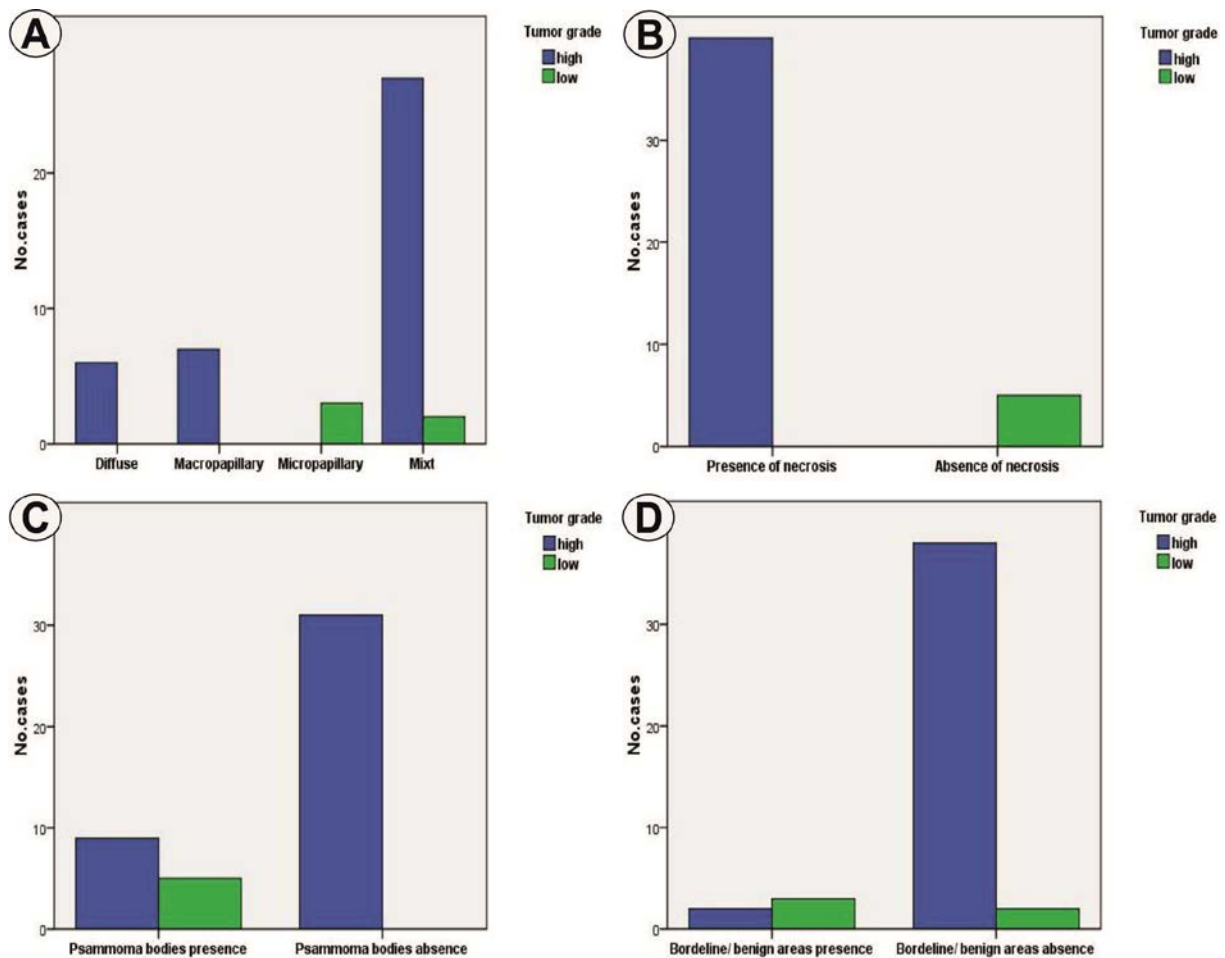 A
Tumor grade
high
low
No.cases
20
10
0
Diffuse
Macropapillary
Micropapillary
Mixt
B
Tumor grade
high
low
No.cases
30
20
10
0
Presence of necrosis
Absence of necrosis
C
Tumor grade
high
low
No.cases
30
20
10
0
Psammoma bodies presence
Psammoma bodies absence
D
Tumor grade
high
low
No.cases
30
20
10
0
Bordeline/ benign areas presence
Bordeline/ benign areas absence